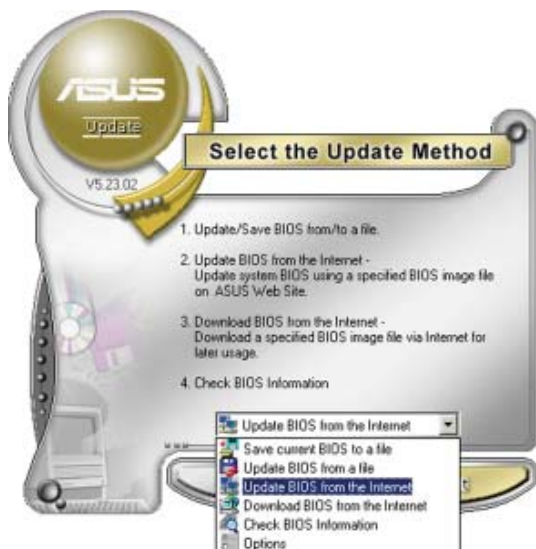 ASUS
Update
V5.23.02
Select the Update Method
1. Update/Save BIOS from/to a file.
2. Update BIOS from the Internet -
Update system BIOS using a specified BIOS image file
on ASUS Web Site.
3. Download BIOS from the Internet -
Download a specified BIOS image file via Internet for
later usage.
4. Check BIOS Information
Update BIOS from the Internet
Save current BIOS to a file
Update BIOS from a file
Update BIOS from the Internet
Download BIOS from the Internet
Check BIOS Information
Options